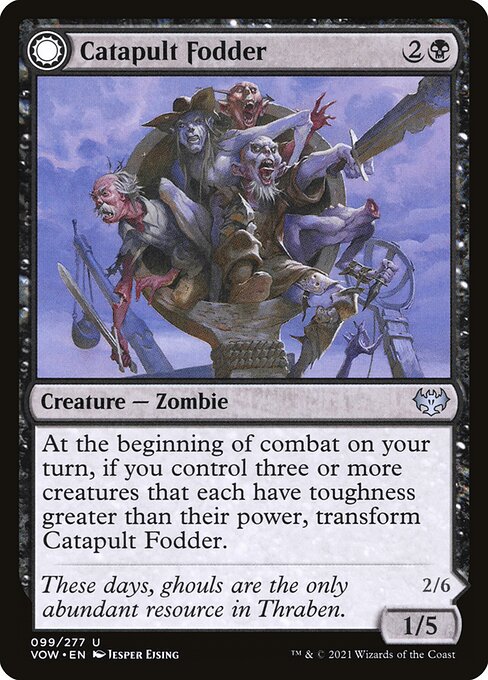 Catapult Fodder 2
Creature — Zombie
At the beginning of combat on your
turn, if you control three or more
creatures that each have toughness
greater than their power, transform
Catapult Fodder.
These days, ghouls are the only
abundant resource in Thraben.
2/6
1/5
099/277 U
VOW • EN Jesper Ejsing
™ & © 2021 Wizards of the Coast